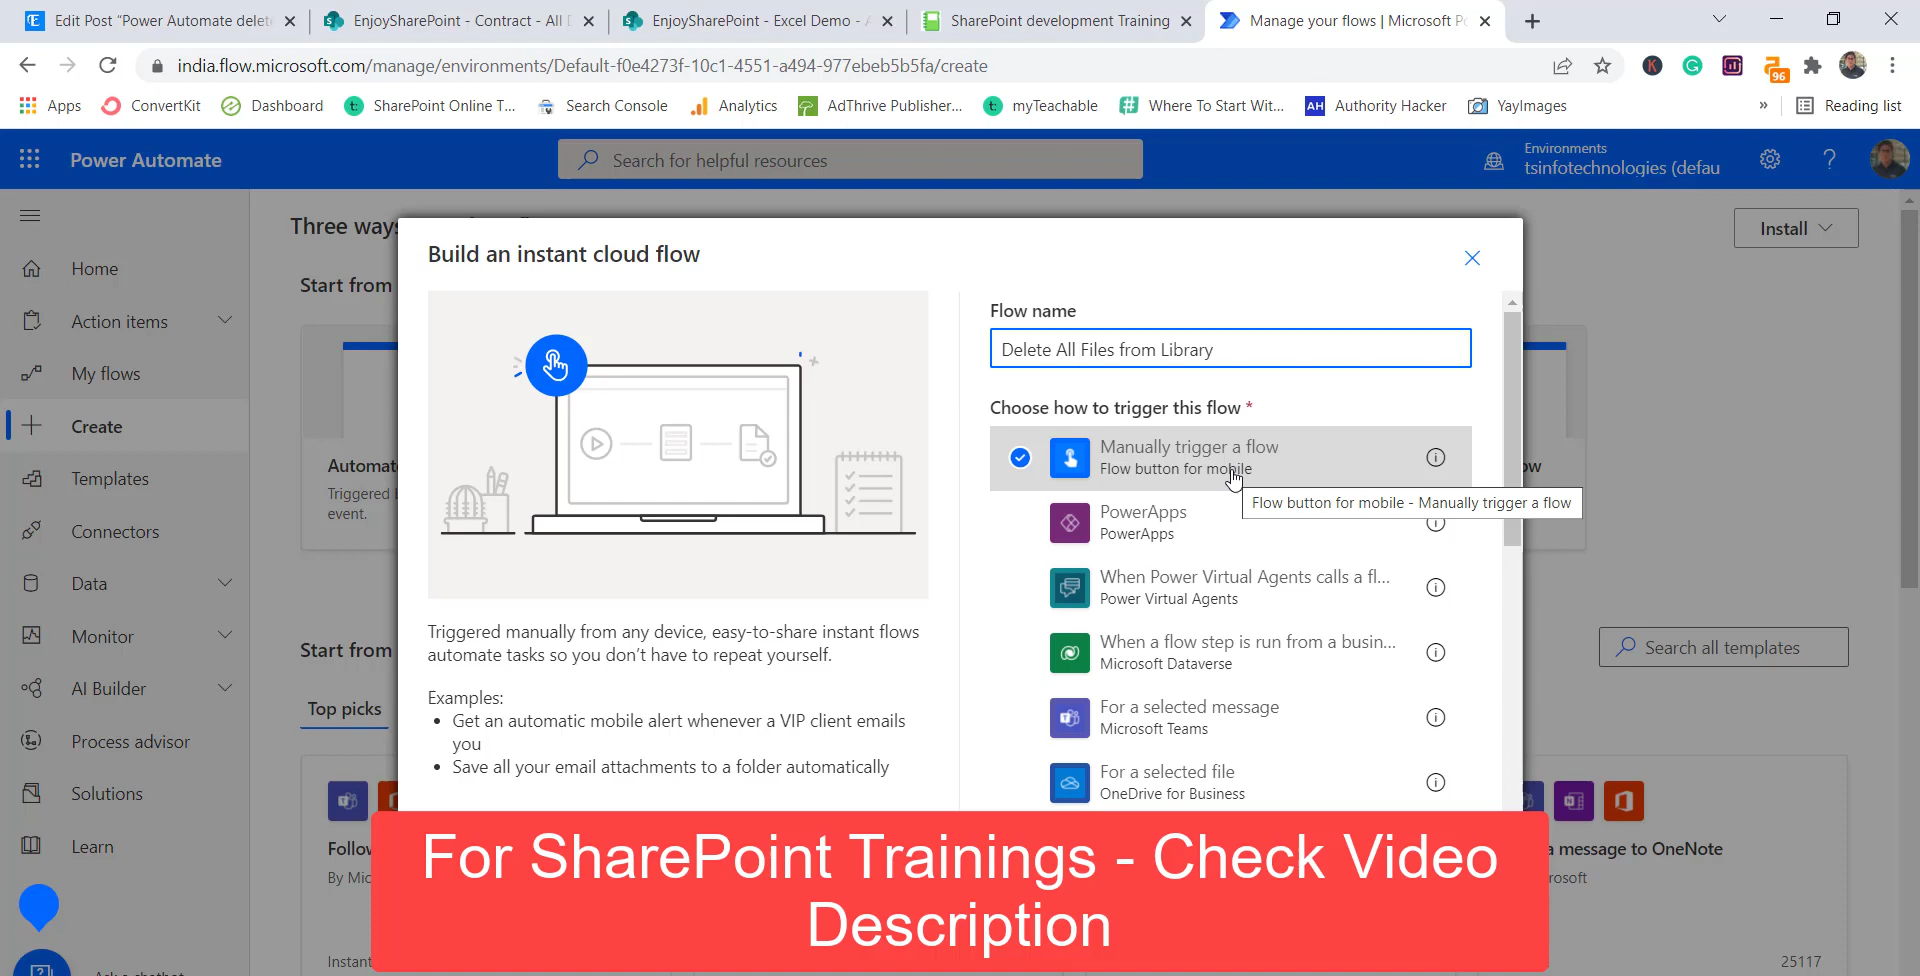 Edit Post “Power Automate delet
EnjoySharePoint - Contract - All D
EnjoySharePoint - Excel Demo - A
SharePoint development Training
Manage your flows | Microsoft Po
india.flow.microsoft.com/manage/environments/Default-f0e4273f-10c1-4551-a494-977ebeb5b5fa/create
96
Apps
ConvertKit
Dashboard
SharePoint Online T...
Search Console
Analytics
AdThrive Publisher...
myTeachable
Where To Start Wit...
AH
Authority Hacker
YayImages
»
Reading list
Power Automate
Search for helpful resources
Environments
tsinfotechnologies (defau
Home
Action items
My flows
Create
Templates
Connectors
Data
Monitor
AI Builder
Process advisor
Solutions
Learn
Three ways
Install
Start from
Automate
Triggered
event.
ow
Start from
Search all templates
Top picks
Follow
By Mic
Instant
a message to OneNote
rosoft
25117
Build an instant cloud flow
Triggered manually from any device, easy-to-share instant flows
automate tasks so you don't have to repeat yourself.
Examples:
• Get an automatic mobile alert whenever a VIP client emails
you
• Save all your email attachments to a folder automatically
Flow name
Delete All Files from Library
Choose how to trigger this flow *
Manually trigger a flow
Flow button for mobile
Flow button for mobile - Manually trigger a flow
PowerApps
PowerApps
When Power Virtual Agents calls a fl...
Power Virtual Agents
When a flow step is run from a busin...
Microsoft Dataverse
For a selected message
Microsoft Teams
For a selected file
OneDrive for Business
For SharePoint Trainings - Check Video
Description